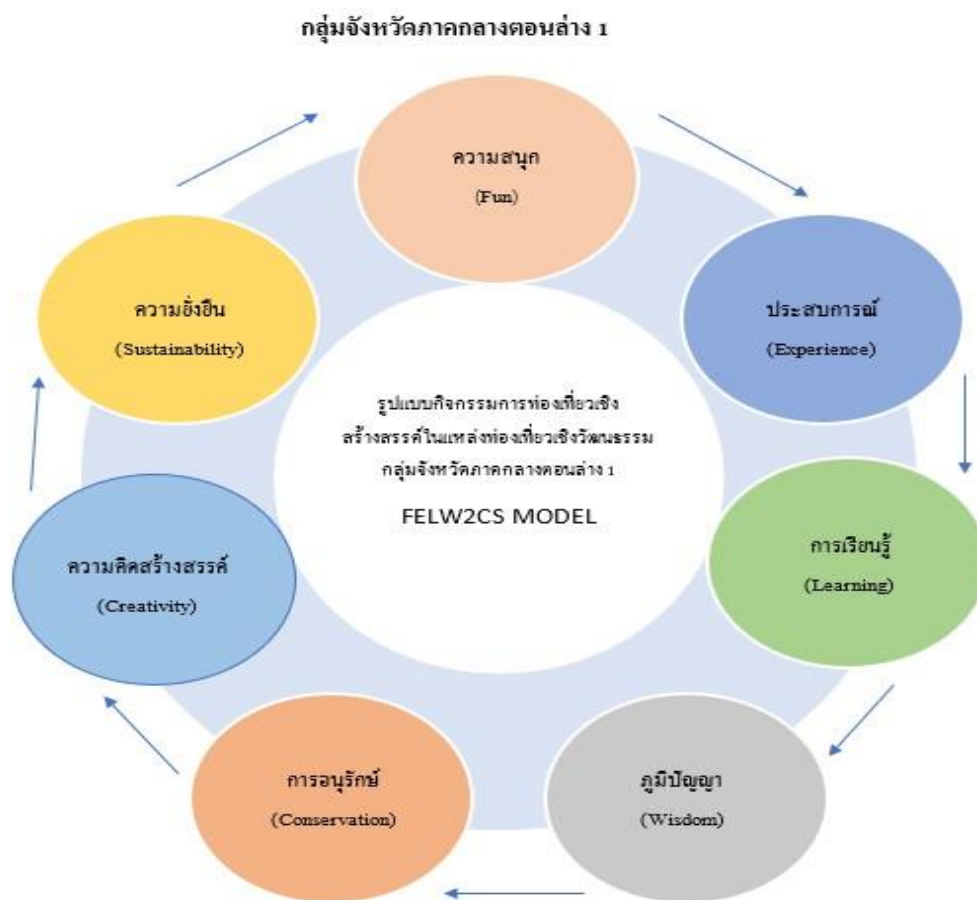 กลุ่มจังหวัดภาคกลางตอนล่าง 1
ความสนุก
(Fun)
ประสบการณ์
(Experience)
การเรียนรู้
(Learning)
ภูมิปัญญา
(Wisdom)
การอนุรักษ์
(Conservation)
ความคิดสร้างสรรค์
(Creativity)
ความยั่งยืน
(Sustainability)
รูปแบบกิจกรรมการท่องเที่ยวเชิง
สร้างสรรค์ในแหล่งท่องเที่ยวเชิงวัฒนธรรม
กลุ่มจังหวัดภาคกลางตอนล่าง 1
FELW2CS MODEL